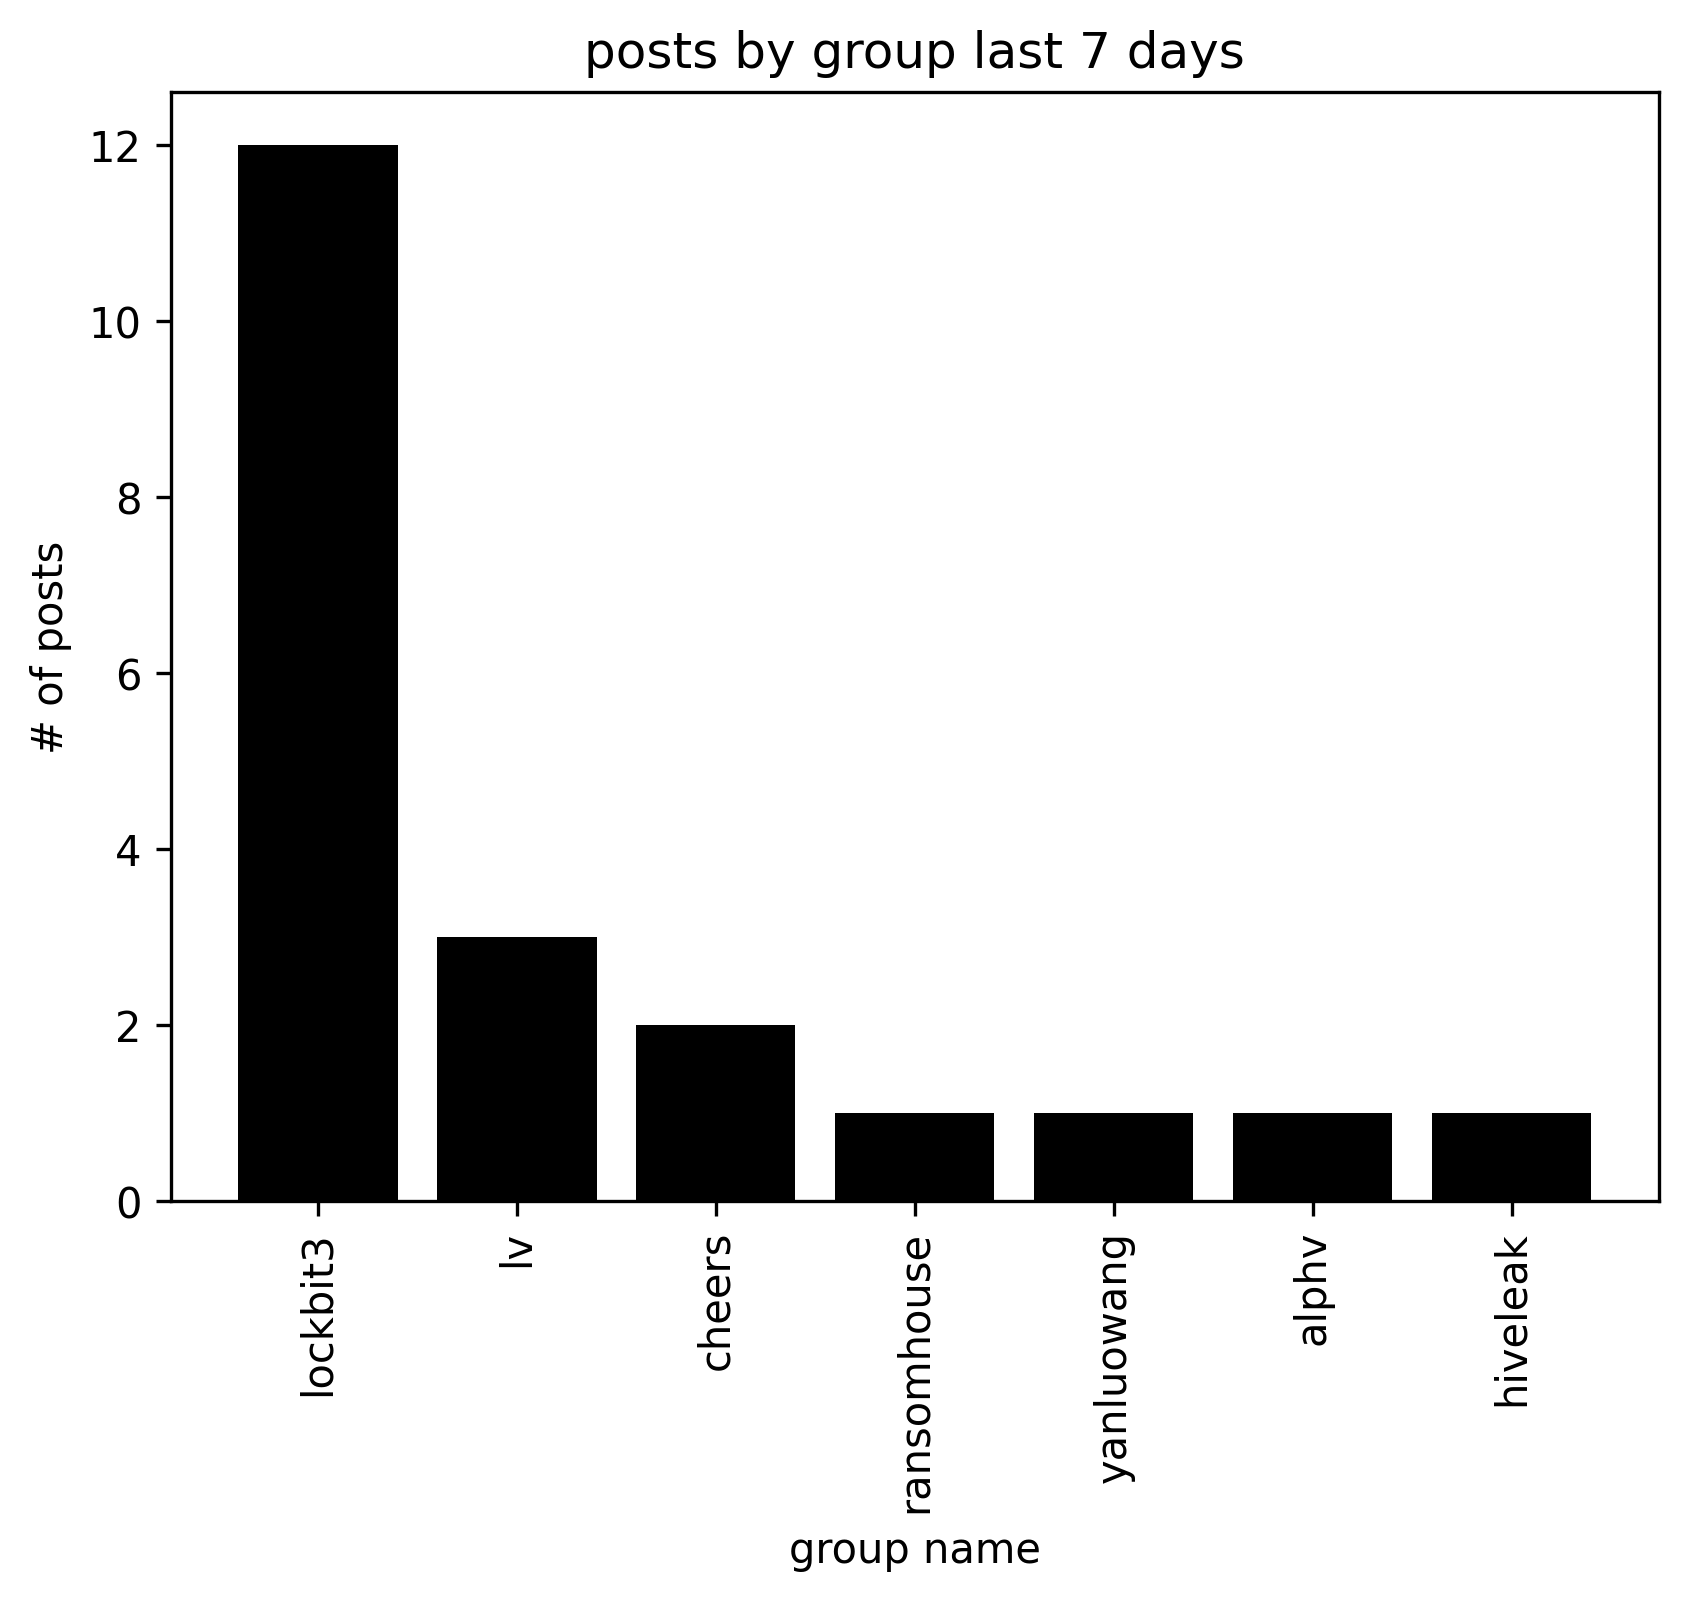 posts by group last 7 days
12
10
8
6
4
2
0
# of posts
lockbit3
lv
cheers
ransomhouse
yanluowang
alphv
hiveleak
group name